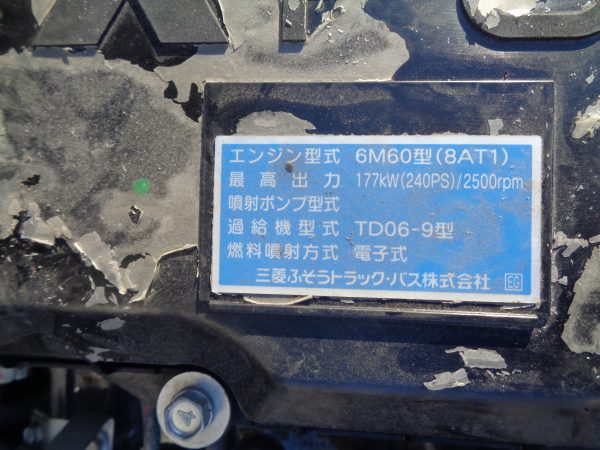 エンジン型式 6M60型(8AT1)
最高出力 177kW(240PS)/2500rpm
噴射ポンプ型式
過給機型式 TD06-9型
燃料噴射方式 電子式
三菱ふそうトラック・バス株式会社 EG
4